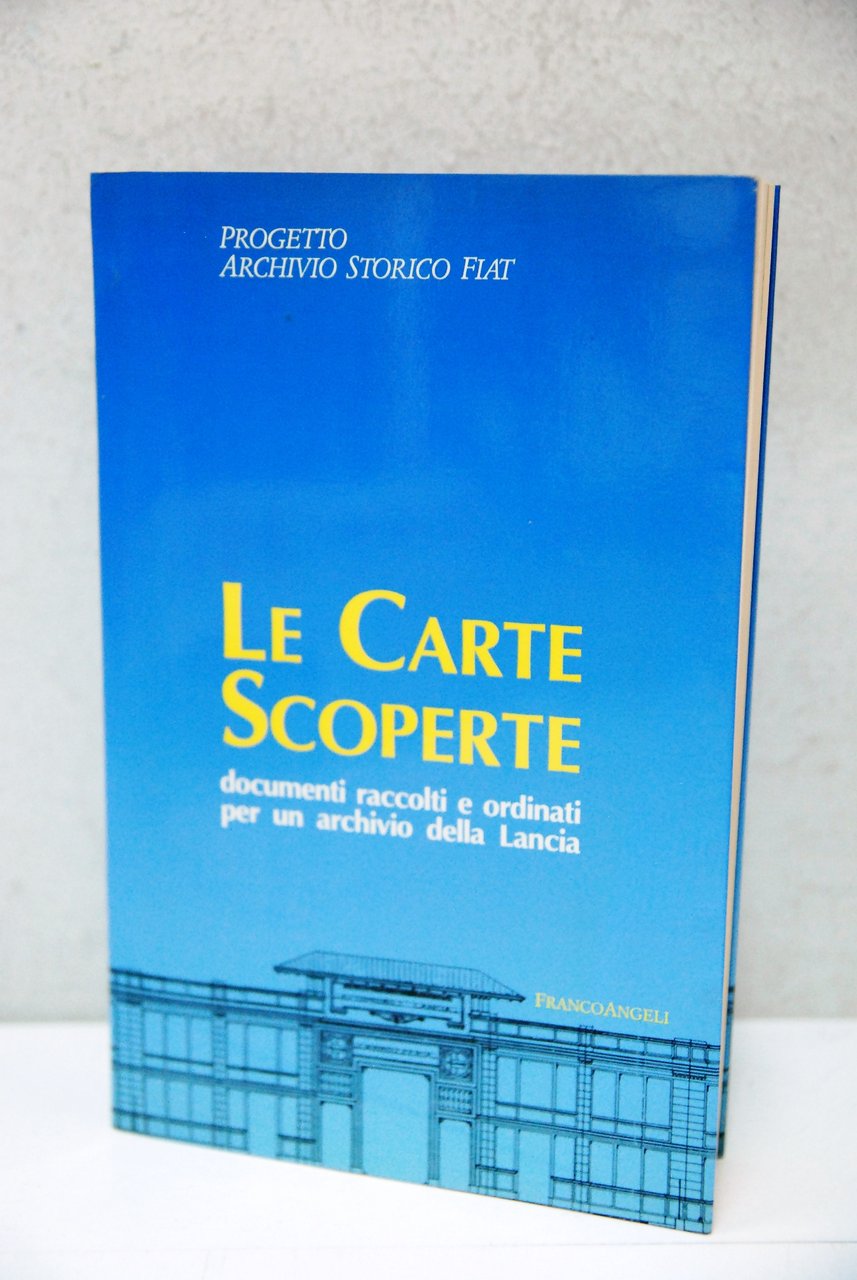 PROGETTO
ARCHIVIO STORICO FIAT
LE CARTE
SCOPERTE
documenti raccolti e ordinati
per un archivio della Lancia
FRANCOANGELI